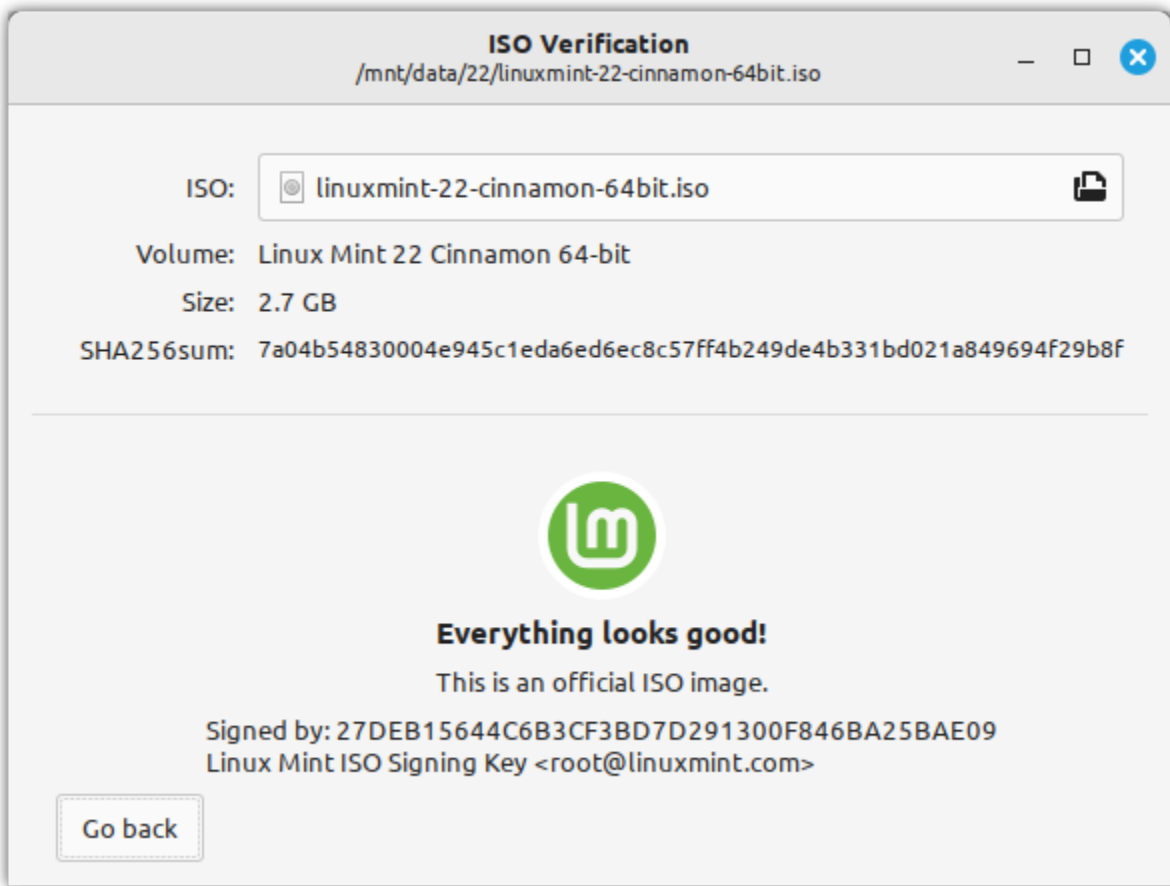 ISO Verification
/mnt/data/22/linuxmint-22-cinnamon-64bit.iso
ISO: linuxmint-22-cinnamon-64bit.iso
Volume: Linux Mint 22 Cinnamon 64-bit
Size: 2.7 GB
SHA256sum: 7a04b54830004e945c1eda6ed6ec8c57ff4b249de4b331bd021a849694f29b8f
lm
Everything looks good!
This is an official ISO image.
Signed by: 27DEB15644C6B3CF3BD7D291300F846BA25BAE09
Linux Mint ISO Signing Key <root@linuxmint.com>
Go back